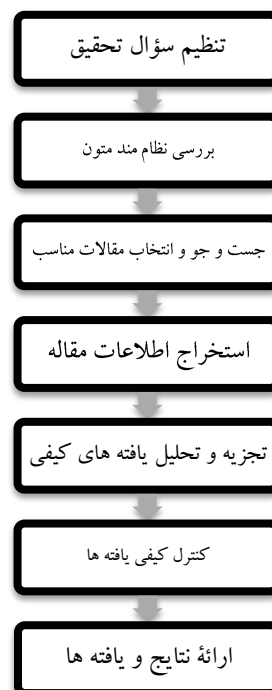 تنظیم سؤال تحقیق
بررسی نظام مند متون
جست و جو و انتخاب مقالات مناسب
استخراج اطلاعات مقاله
تجزیه و تحلیل یافته های کیفی
کنترل کیفی یافته ها
ارائۀ نتایج و یافته ها